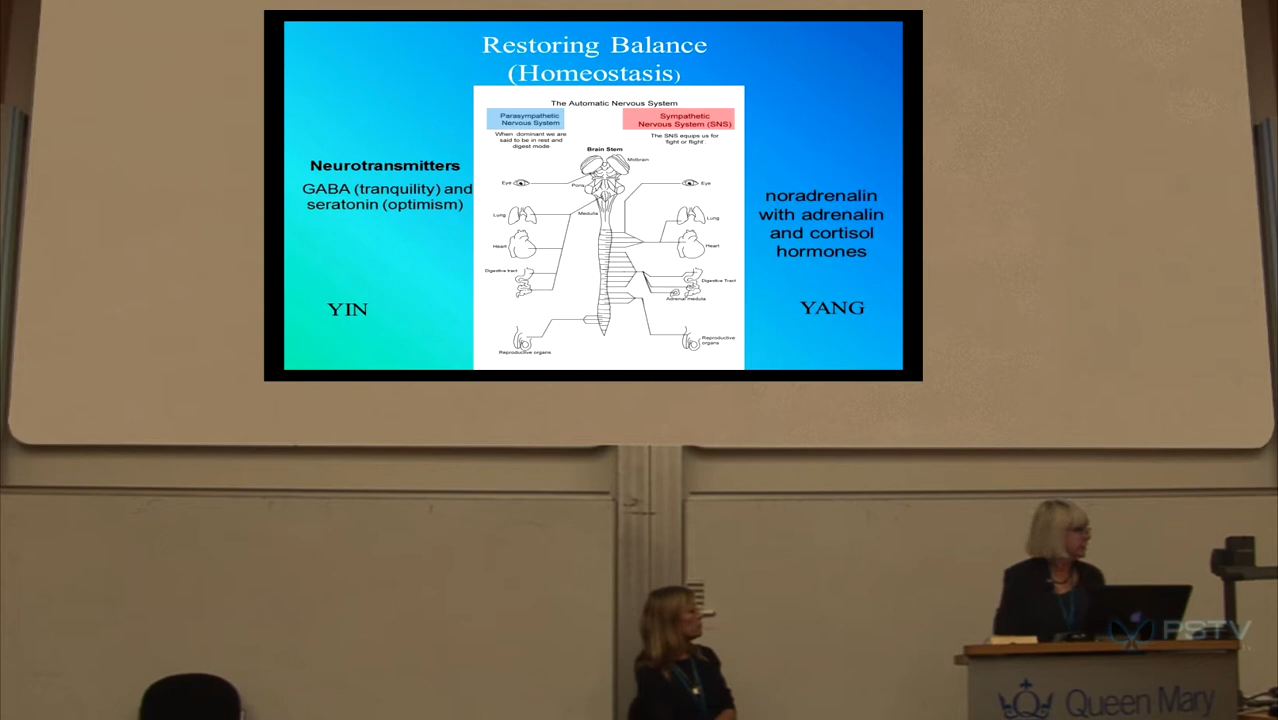 Restoring Balance
(Homeostasis)
The Automatic Nervous System
Parasympathetic
Nervous System
Sympathetic
Nervous System (SNS)
When dominant we are
said to be in rest and
digest mode
The SNS equips us for
'fight or flight'.
Brain Stem
Midbrain
Eye
Pons
Eye
Medulla
Lung
Lung
Heart
Heart
Digestive tract
Digestive Tract
Adrenal medulla
Reproductive
organs
Reproductive organs
Neurotransmitters
GABA (tranquility) and
seratonin (optimism)
YIN
noradrenalin
with adrenalin
and cortisol
hormones
YANG
PSTV
Queen Mary